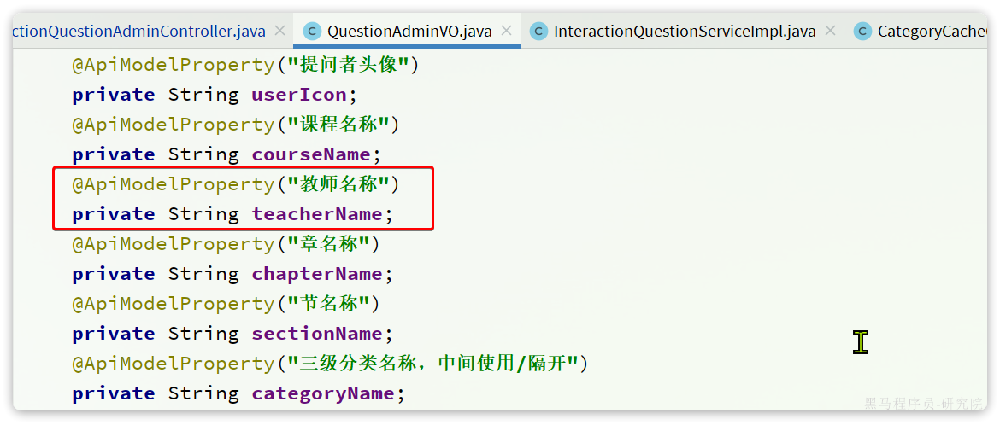 ctionQuestionAdminController.java QuestionAdminVO.java InteractionQuestionServiceImpl.java CategoryCache
@ApiModelProperty("提问者头像")
private String userIcon;
@ApiModelProperty("课程名称")
private String courseName;
@ApiModelProperty("教师名称")
private String teacherName;
@ApiModelProperty("章名称")
private String chapterName;
@ApiModelProperty("节名称")
private String sectionName;
@ApiModelProperty("三级分类名称，中间使用/隔开")
private String categoryName;
黑马程序员-研究院